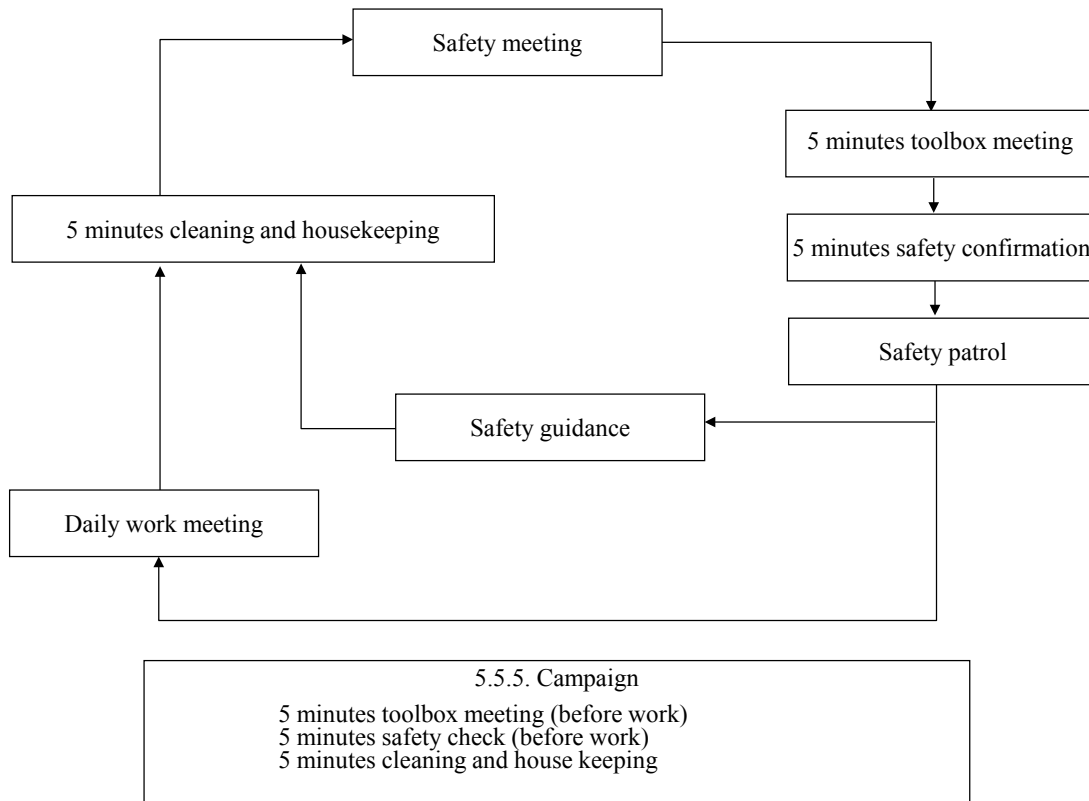 Safety meeting
5 minutes toolbox meeting
5 minutes cleaning and housekeeping
5 minutes safety confirmation
Safety patrol
Safety guidance
Daily work meeting
5.5.5. Campaign
5 minutes toolbox meeting (before work)
5 minutes safety check (before work)
5 minutes cleaning and house keeping